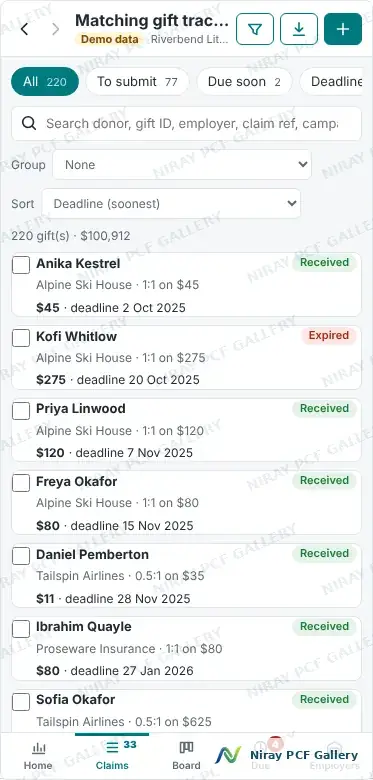 Matching gift trac...
Demo data · Riverbend Lit...
All 220 To submit 77 Due soon 2 Deadline
Search donor, gift ID, employer, claim ref, campa
Group None
Sort Deadline (soonest)
220 gift(s) · $100,912
Anika Kestrel Received
Alpine Ski House · 1:1 on $45
$45 · deadline 2 Oct 2025
Kofi Whitlow Expired
Alpine Ski House · 1:1 on $275
$275 · deadline 20 Oct 2025
Priya Linwood Received
Alpine Ski House · 1:1 on $120
$120 · deadline 7 Nov 2025
Freya Okafor Received
Alpine Ski House · 1:1 on $80
$80 · deadline 15 Nov 2025
Daniel Pemberton Received
Tailspin Airlines · 0.5:1 on $35
$11 · deadline 28 Nov 2025
Ibrahim Quayle Received
Proseware Insurance · 1:1 on $80
$80 · deadline 27 Jan 2026
Sofia Okafor Received
Tailspin Airlines · 0.5:1 on $625
33
Home Claims Board Due Employers
Niray PCF Gallery
NIRAY PCF GALLERY